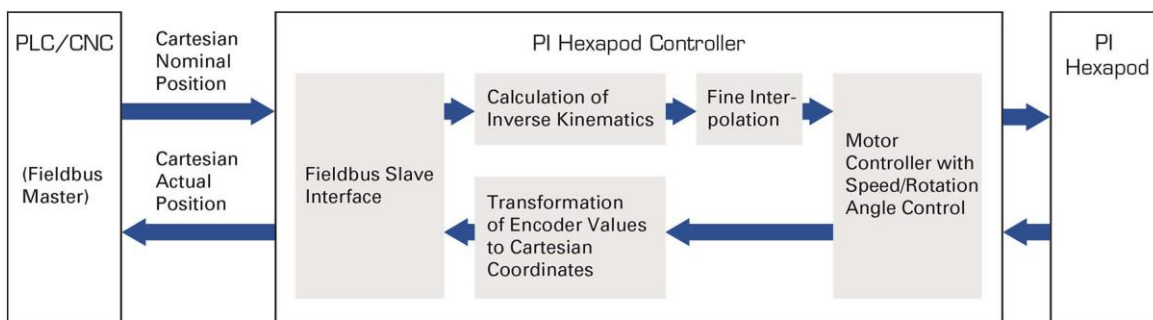 PLC/CNC
(Fieldbus
Master)
Cartesian
Nominal
Position
Cartesian
Actual
Position
PI Hexapod Controller
Fieldbus Slave
Interface
Calculation of
Inverse Kinematics
Fine Inter-
polation
Transformation
of Encoder Values
to Cartesian
Coordinates
Motor
Controller with
Speed/Rotation
Angle Control
PI
Hexapod